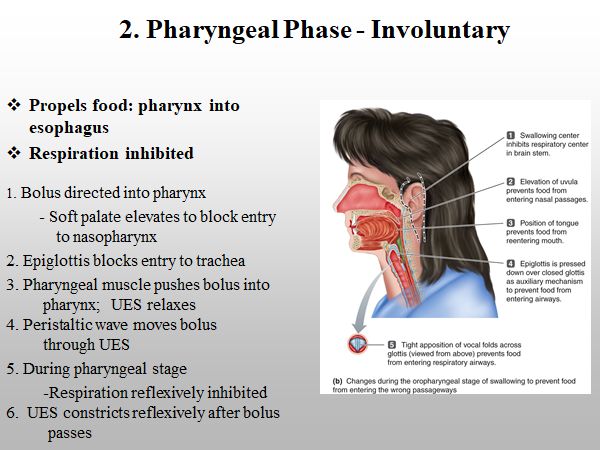 2. Pharyngeal Phase - Involuntary
❖ Propels food: pharynx into
esophagus
❖ Respiration inhibited
1. Bolus directed into pharynx
- Soft palate elevates to block entry
to nasopharynx
2. Epiglottis blocks entry to trachea
3. Pharyngeal muscle pushes bolus into
pharynx; UES relaxes
4. Peristaltic wave moves bolus
through UES
5. During pharyngeal stage
-Respiration reflexively inhibited
6. UES constricts reflexively after bolus
passes
1 Swallowing center
inhibits respiratory center
in brain stem.
2 Elevation of uvula
prevents food from
entering nasal passages.
3 Position of tongue
prevents food from
reentering mouth.
4 Epiglottis is pressed
down over closed glottis
as auxiliary mechanism
to prevent food from
entering airways.
5 Tight apposition of vocal folds across
glottis (viewed from above) prevents food
from entering respiratory airways.
(b) Changes during the oropharyngeal stage of swallowing to prevent food
from entering the wrong passageways